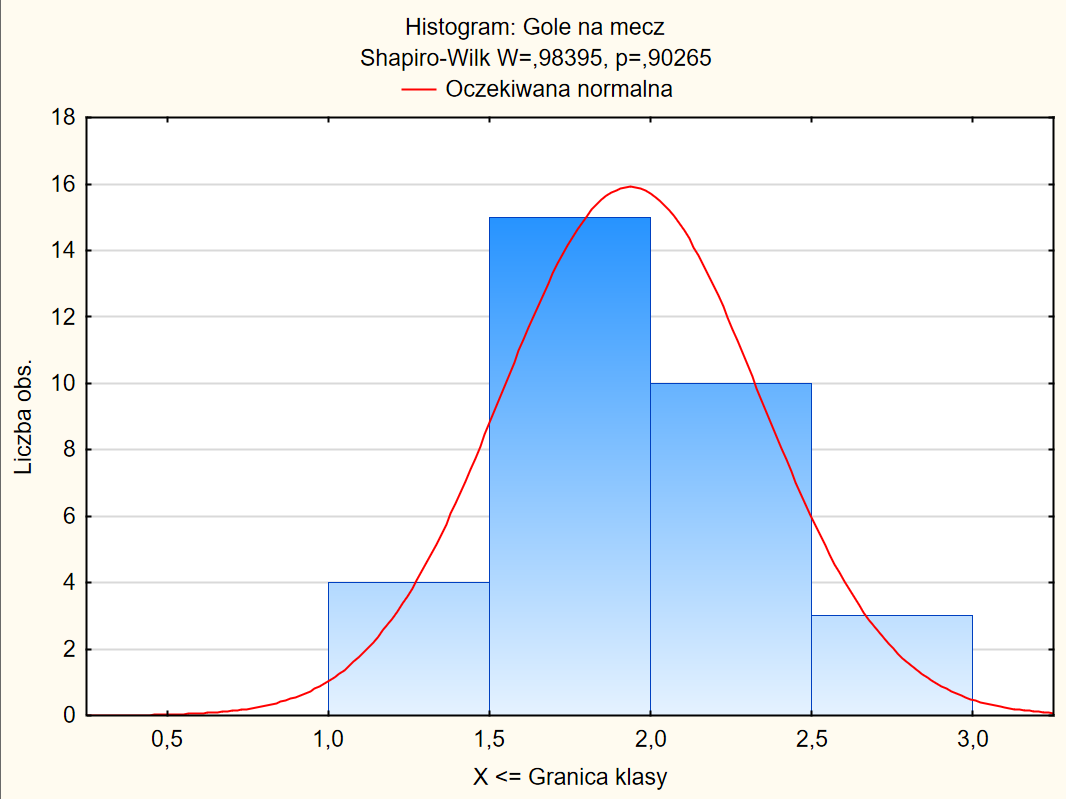 Histogram: Gole na mecz
Shapiro-Wilk W=,98395, p=,90265
Oczekiwana normalna
18
16
14
12
10
8
6
4
2
0
Liczba obs.
0,5 1,0 1,5 2,0 2,5 3,0
X <= Granica klasy